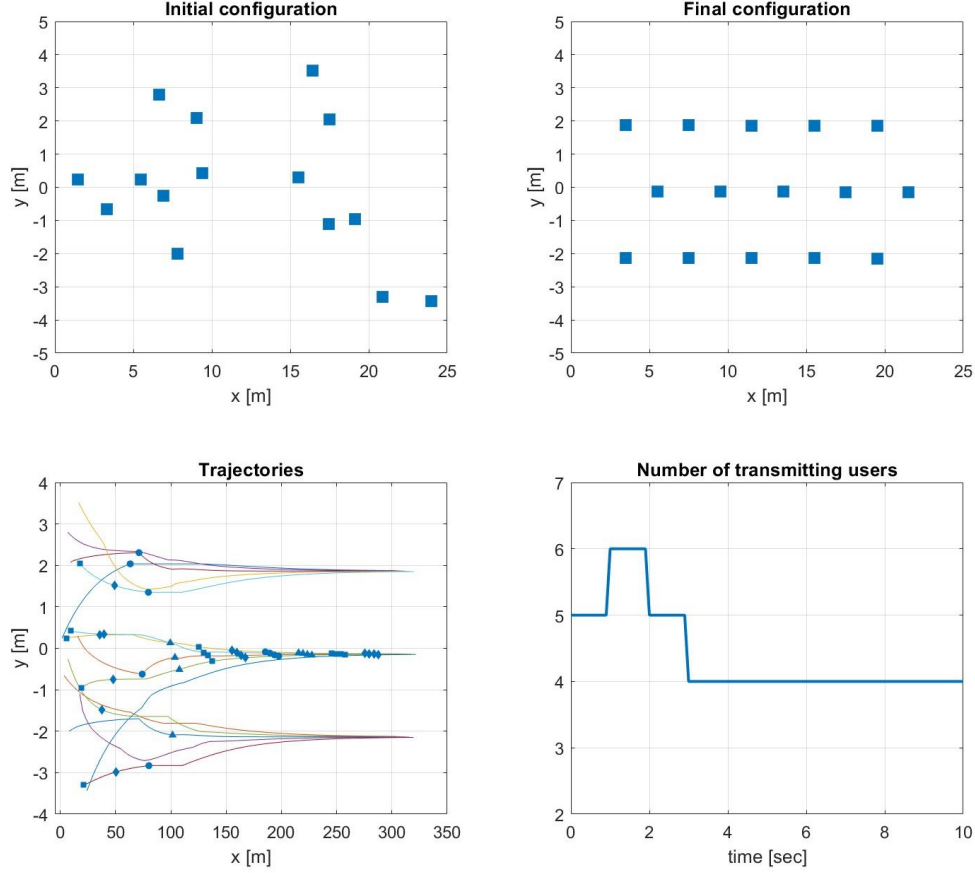 Initial configuration
5
4
3
2
1
0
-1
-2
-3
-4
-5
y [m]
0 5 10 15 20 25
x [m]
Final configuration
5
4
3
2
1
0
-1
-2
-3
-4
-5
y [m]
0 5 10 15 20 25
x [m]
Trajectories
4
3
2
1
0
-1
-2
-3
-4
y [m]
0 50 100 150 200 250 300 350
x [m]
Number of transmitting users
7
6
5
4
3
2
0 2 4 6 8 10
time [sec]